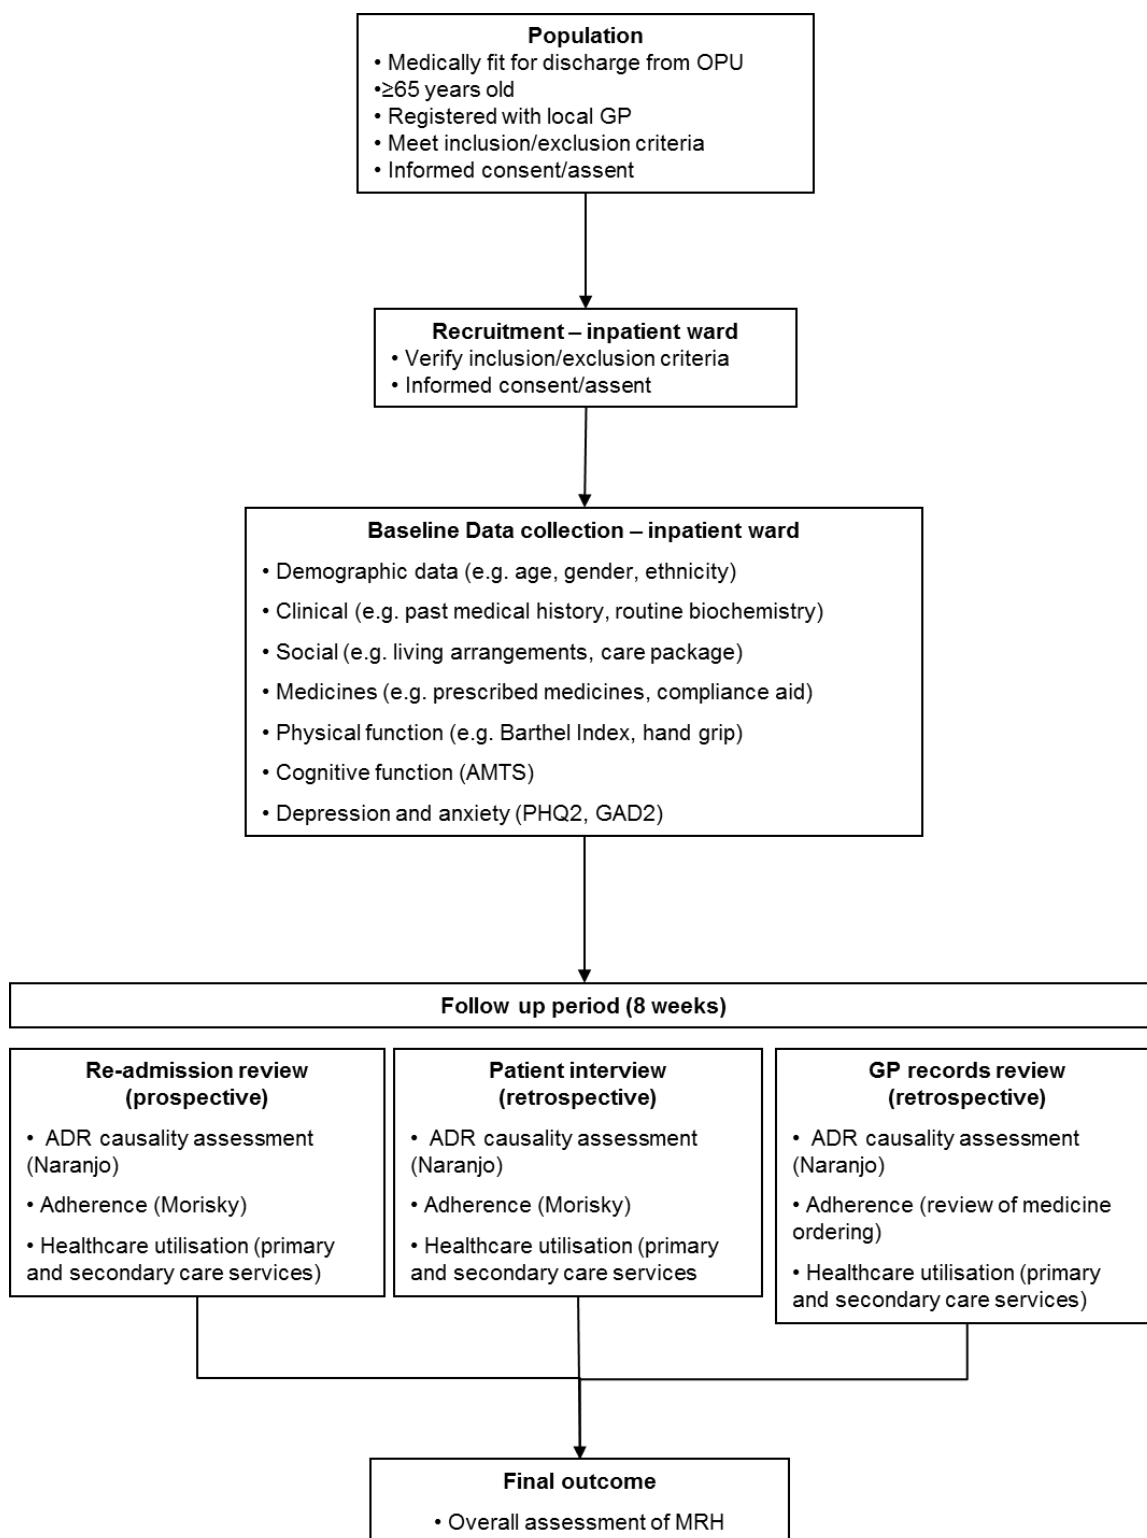 Population
• Medically fit for discharge from OPU
•≥65 years old
• Registered with local GP
• Meet inclusion/exclusion criteria
• Informed consent/assent
Recruitment – inpatient ward
• Verify inclusion/exclusion criteria
• Informed consent/assent
Baseline Data collection – inpatient ward
• Demographic data (e.g. age, gender, ethnicity)
• Clinical (e.g. past medical history, routine biochemistry)
• Social (e.g. living arrangements, care package)
• Medicines (e.g. prescribed medicines, compliance aid)
• Physical function (e.g. Barthel Index, hand grip)
• Cognitive function (AMTS)
• Depression and anxiety (PHQ2, GAD2)
Follow up period (8 weeks)
Re-admission review
(prospective)
• ADR causality assessment
(Naranjo)
• Adherence (Morisky)
• Healthcare utilisation (primary
and secondary care services)
Patient interview
(retrospective)
• ADR causality assessment
(Naranjo)
• Adherence (Morisky)
• Healthcare utilisation (primary
and secondary care services
GP records review
(retrospective)
• ADR causality assessment
(Naranjo)
• Adherence (review of medicine
ordering)
• Healthcare utilisation (primary
and secondary care services)
Final outcome
• Overall assessment of MRH